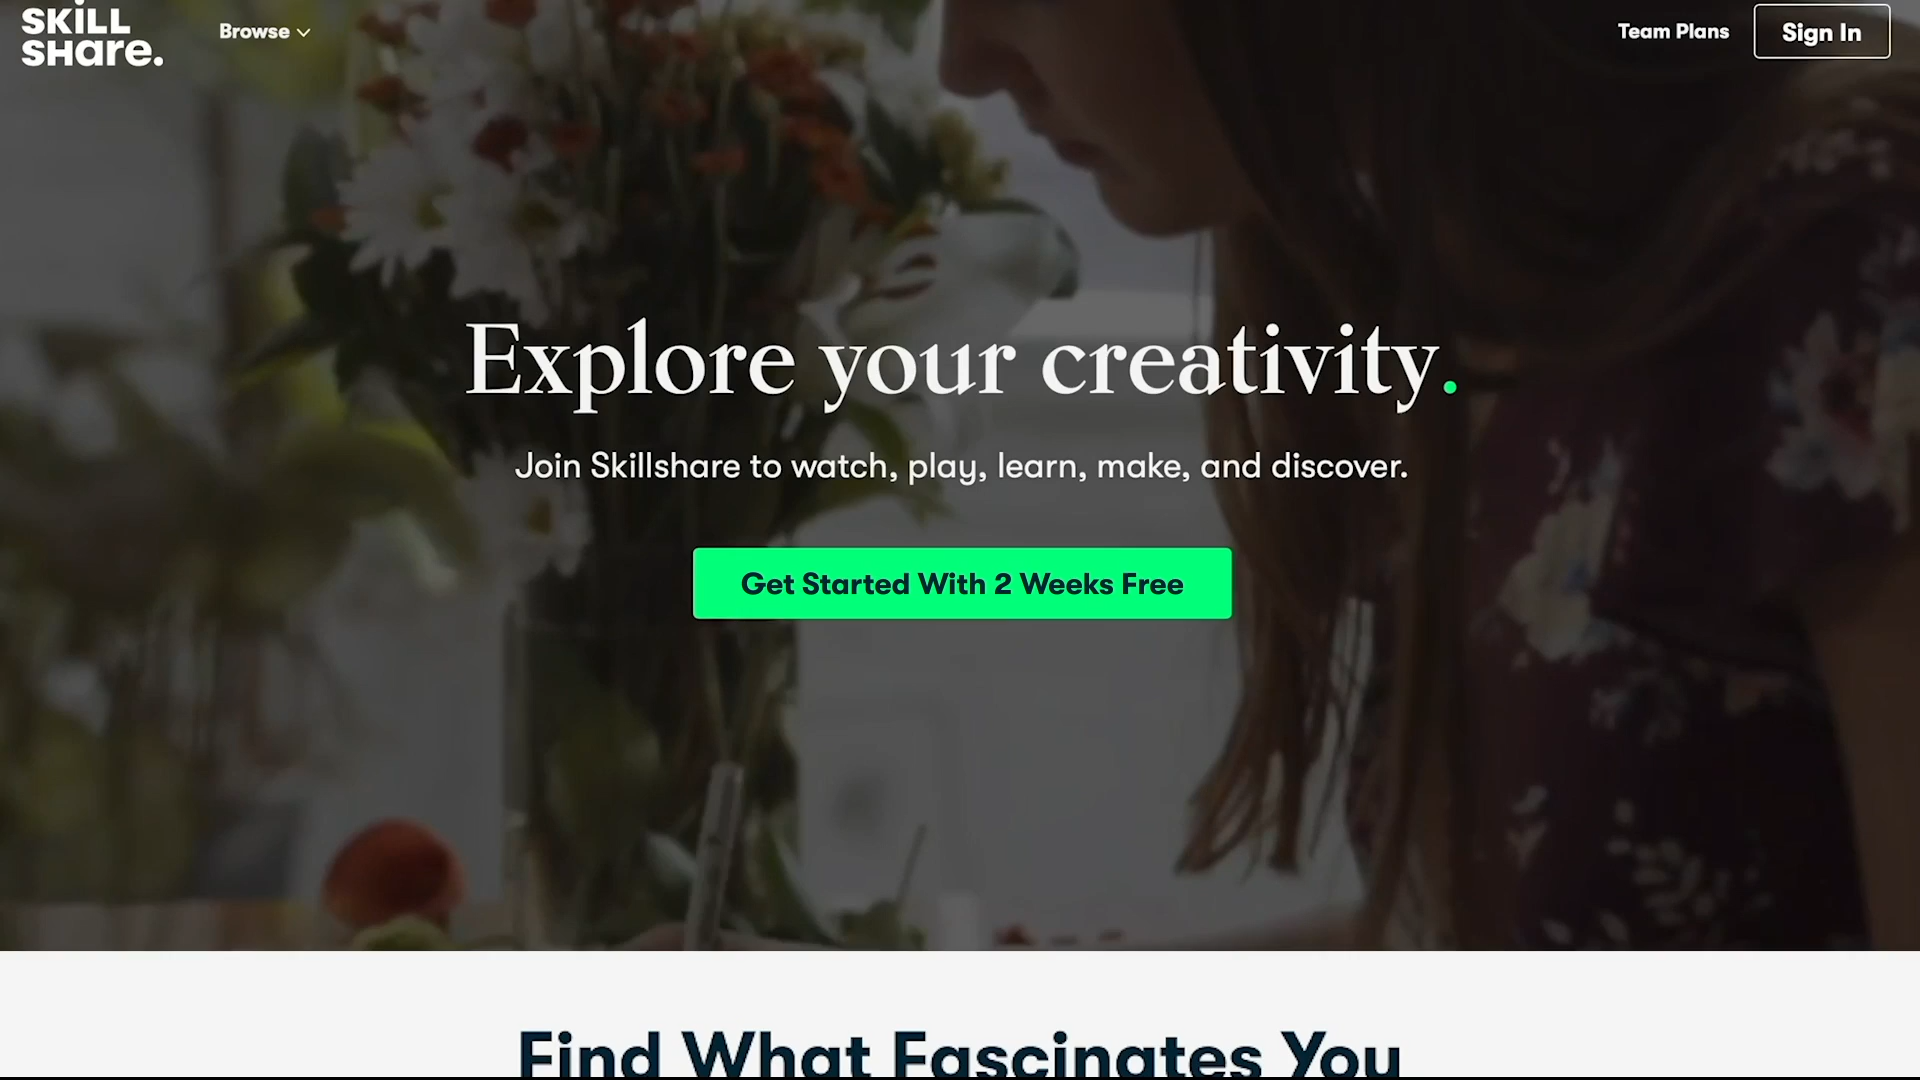 SKiLL
SHare.
Browse
Team Plans
Sign In
Explore your creativity.
Join Skillshare to watch, play, learn, make, and discover.
Get Started With 2 Weeks Free
Find What Fascinates You